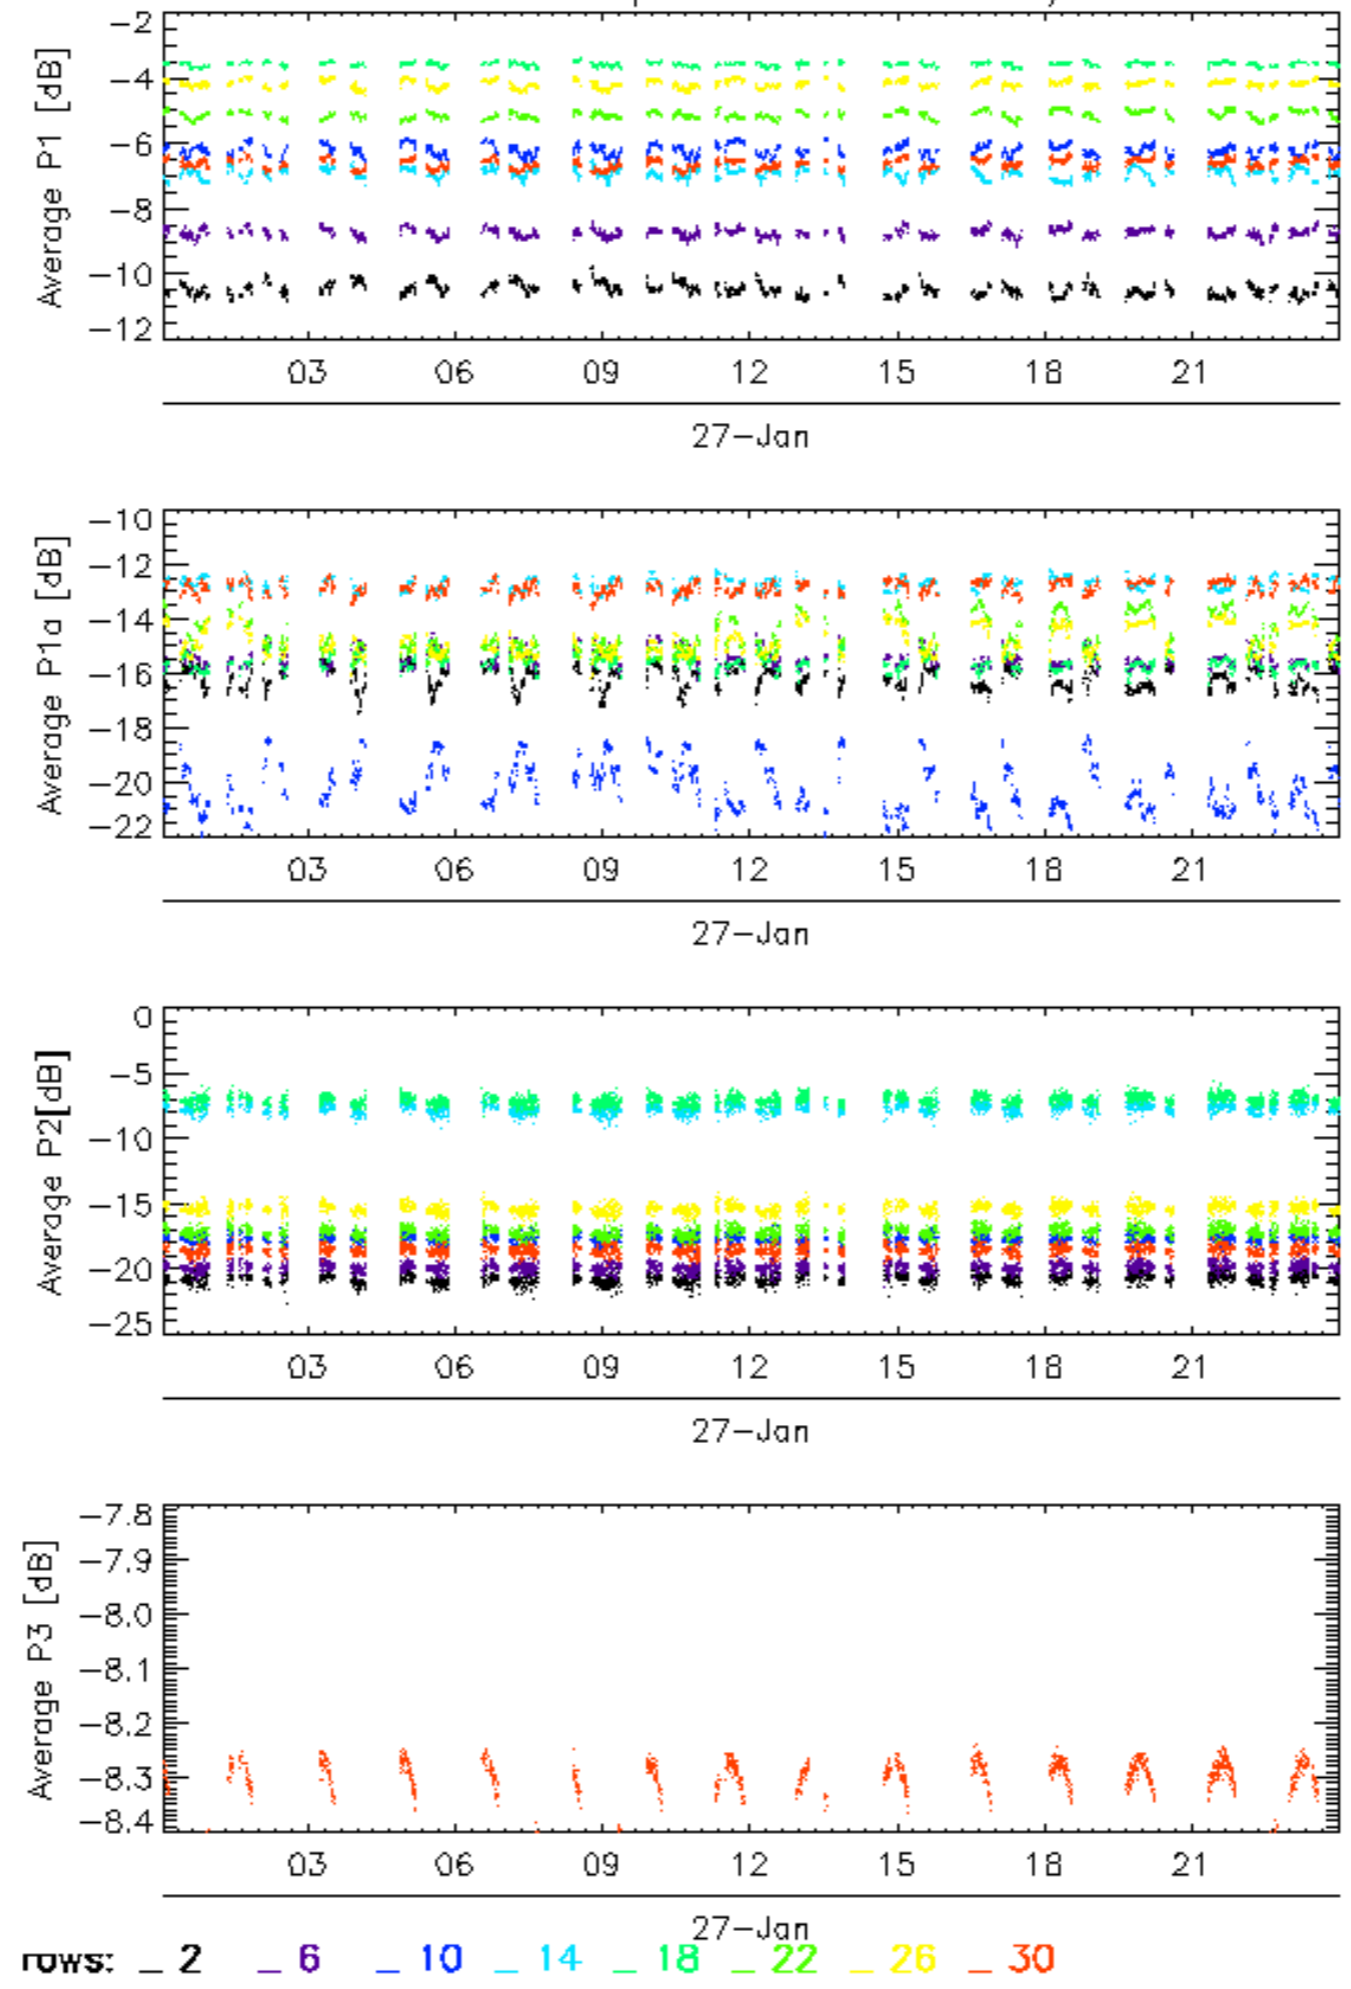 -2
-4
-6
-8
-10
-12
Average P1 [dB]
03 06 09 12 15 18 21
27-Jan
-10
-12
-14
-16
-18
-20
-22
Average P1a [dB]
03 06 09 12 15 18 21
27-Jan
0
-5
-10
-15
-20
-25
Average P2[dB]
03 06 09 12 15 18 21
27-Jan
-7.8
-7.9
-8.0
-8.1
-8.2
-8.3
-8.4
Average P3 [dB]
03 06 09 12 15 18 21
27-Jan
rows: _ 2 _ 6 _ 10 _ 14 _ 18 _ 22 _ 26 _ 30